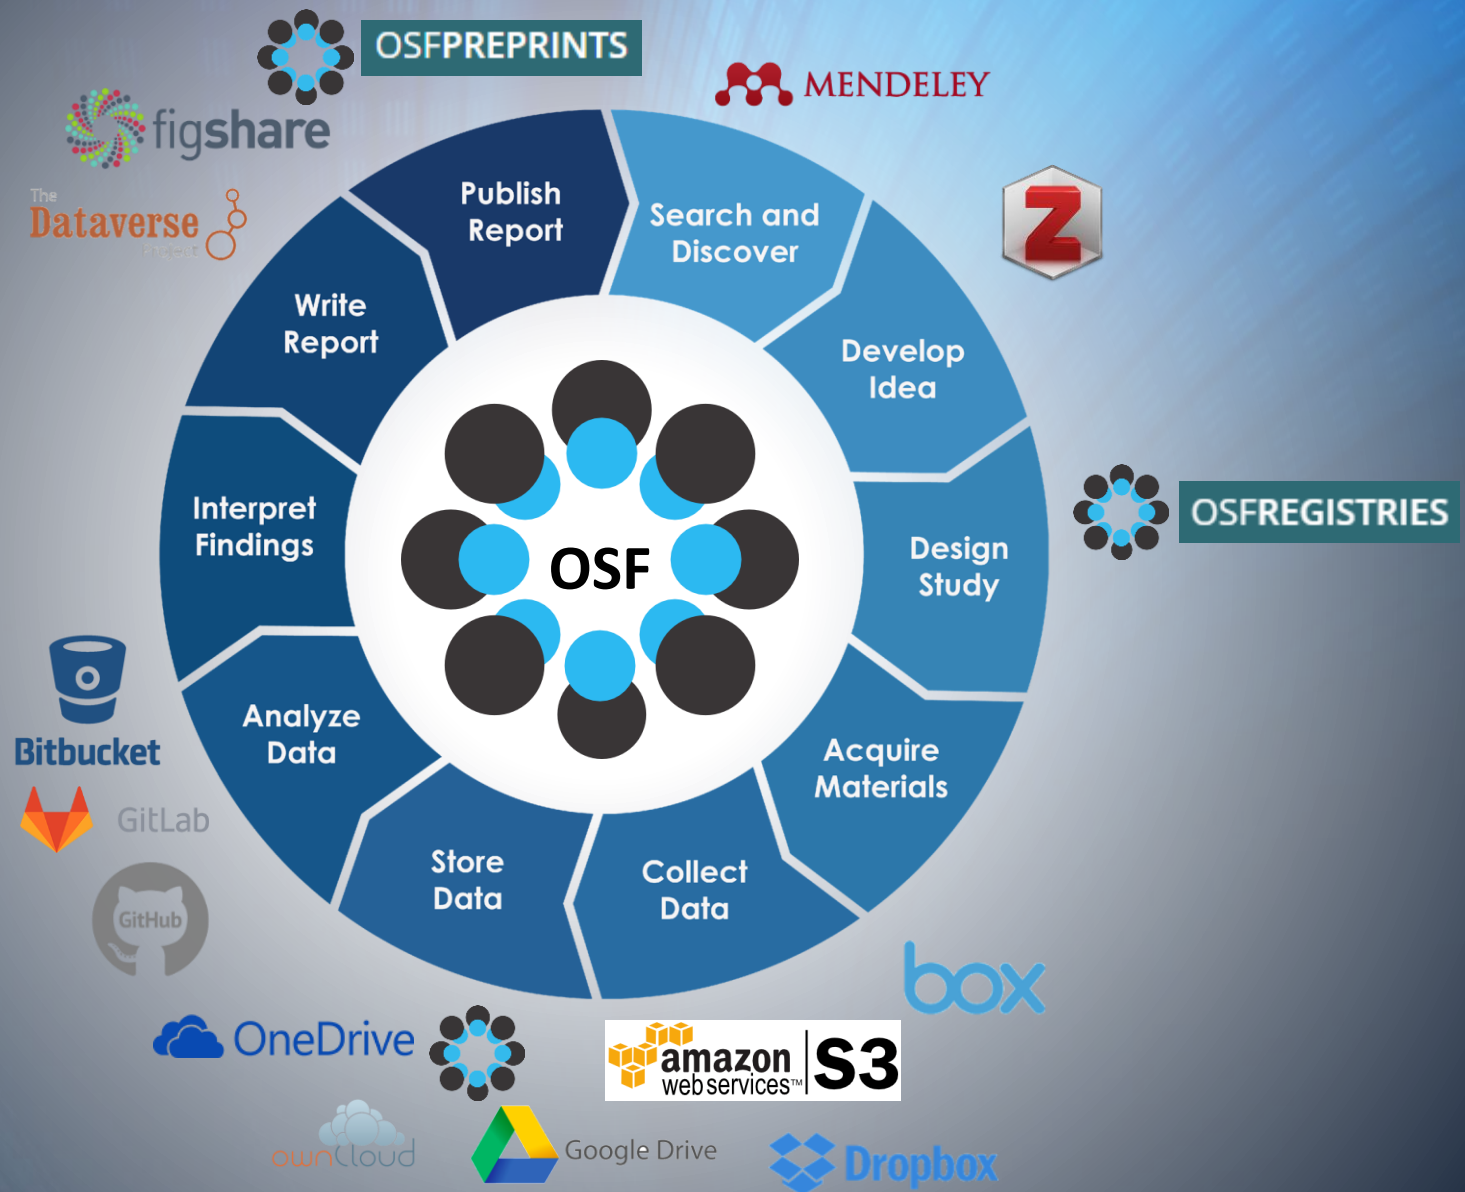 OSFPREPRINTS
MENDELEY
figshare
The
Dataverse
Project
Z
Publish
Report
Search and
Discover
Write
Report
Develop
Idea
Interpret
Findings
OSF
Design
Study
OSFREGISTRIES
Analyze
Data
Acquire
Materials
Store
Data
Collect
Data
Bitbucket
GitLab
GitHub
box
OneDrive
amazon
web services™
S3
ownCloud
Google Drive
Dropbox